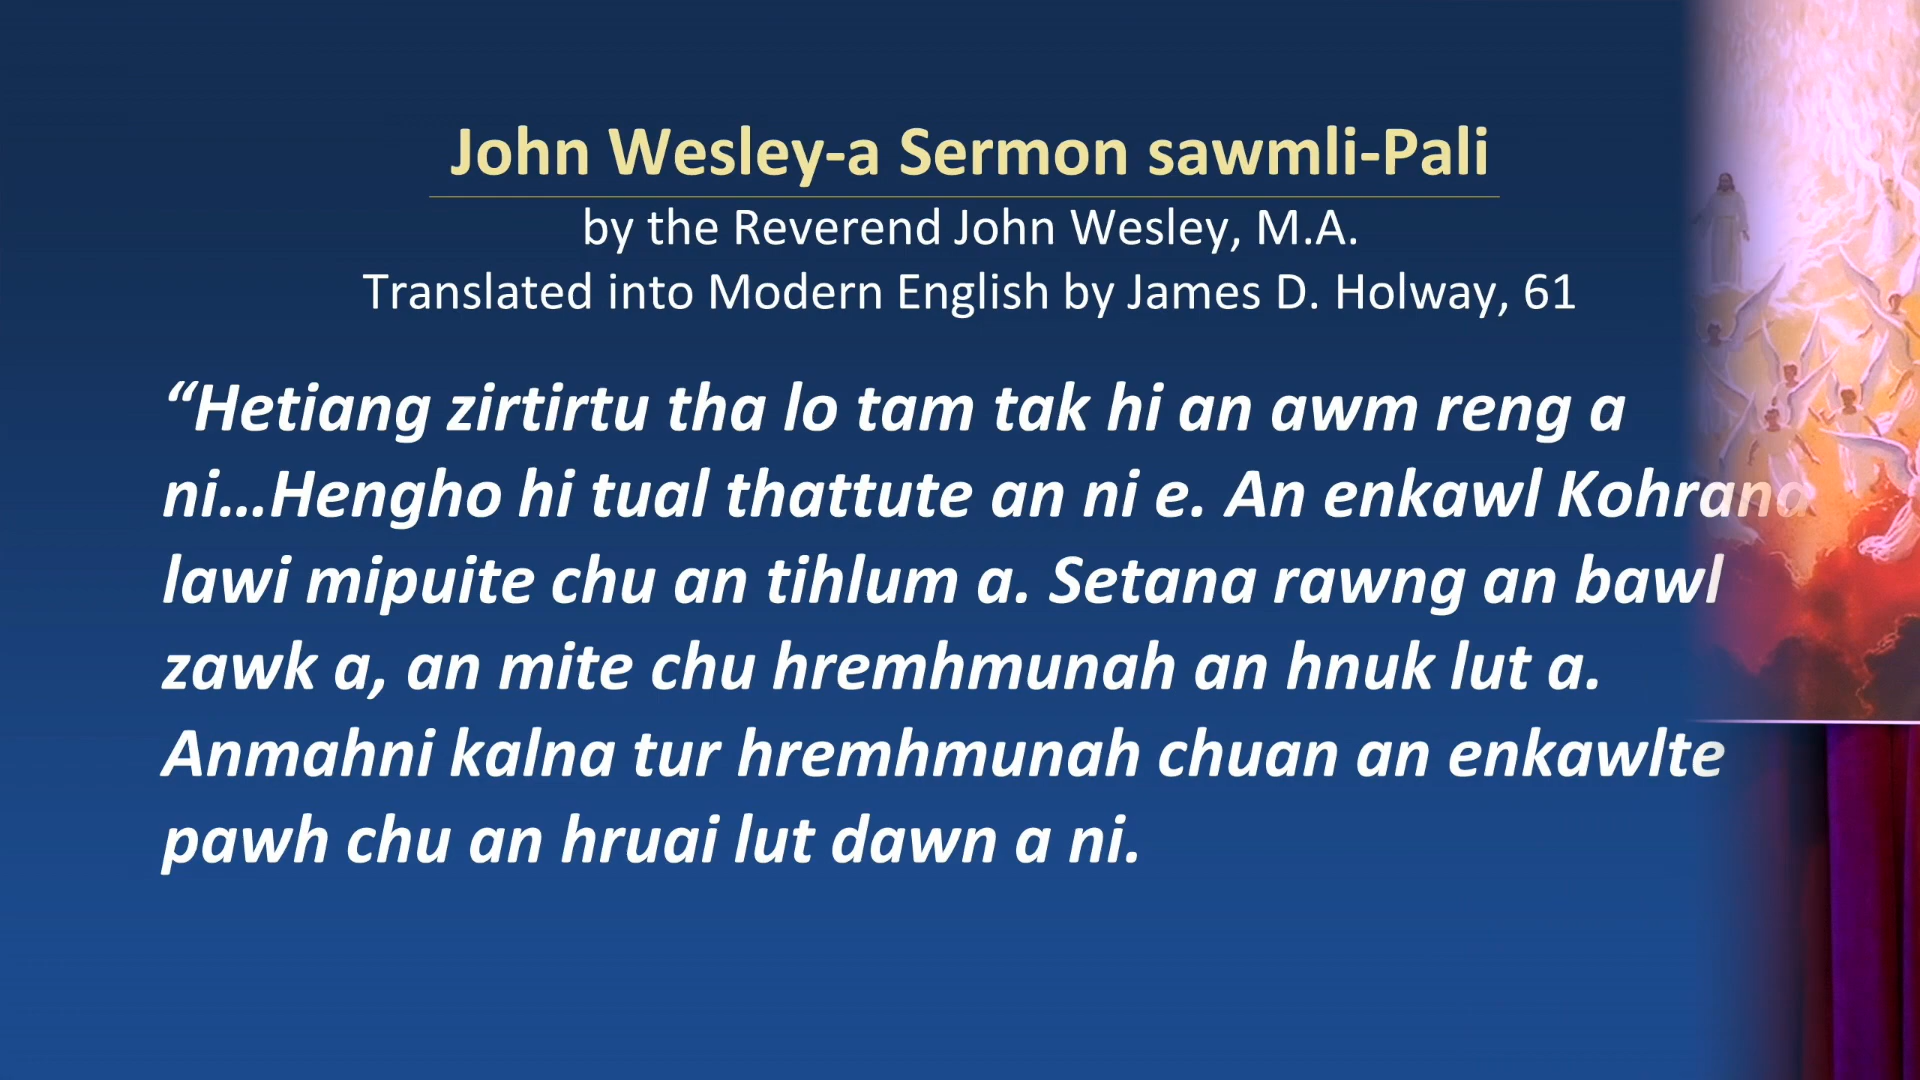 John Wesley-a Sermon sawmli-Pali
by the Reverend John Wesley, M.A.
Translated into Modern English by James D. Holway, 61
“Hetiang zirtirtu tha lo tam tak hi an awm reng a
ni…Hengho hi tual thattute an ni e. An enkawl Kohrana
lawi mipuite chu an tihlum a. Setana rawng an bawl
zawk a, an mite chu hremhmunah an hnuk lut a.
Anmahni kalna tur hremhmunah chuan an enkawlte
pawh chu an hruai lut dawn a ni.